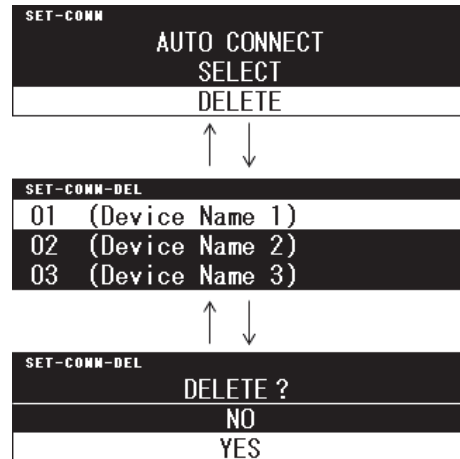 SET-CONN
AUTO CONNECT
SELECT
DELETE
SET-CONN-DEL
01 (Device Name 1)
02 (Device Name 2)
03 (Device Name 3)
SET-CONN-DEL
DELETE ?
NO
YES